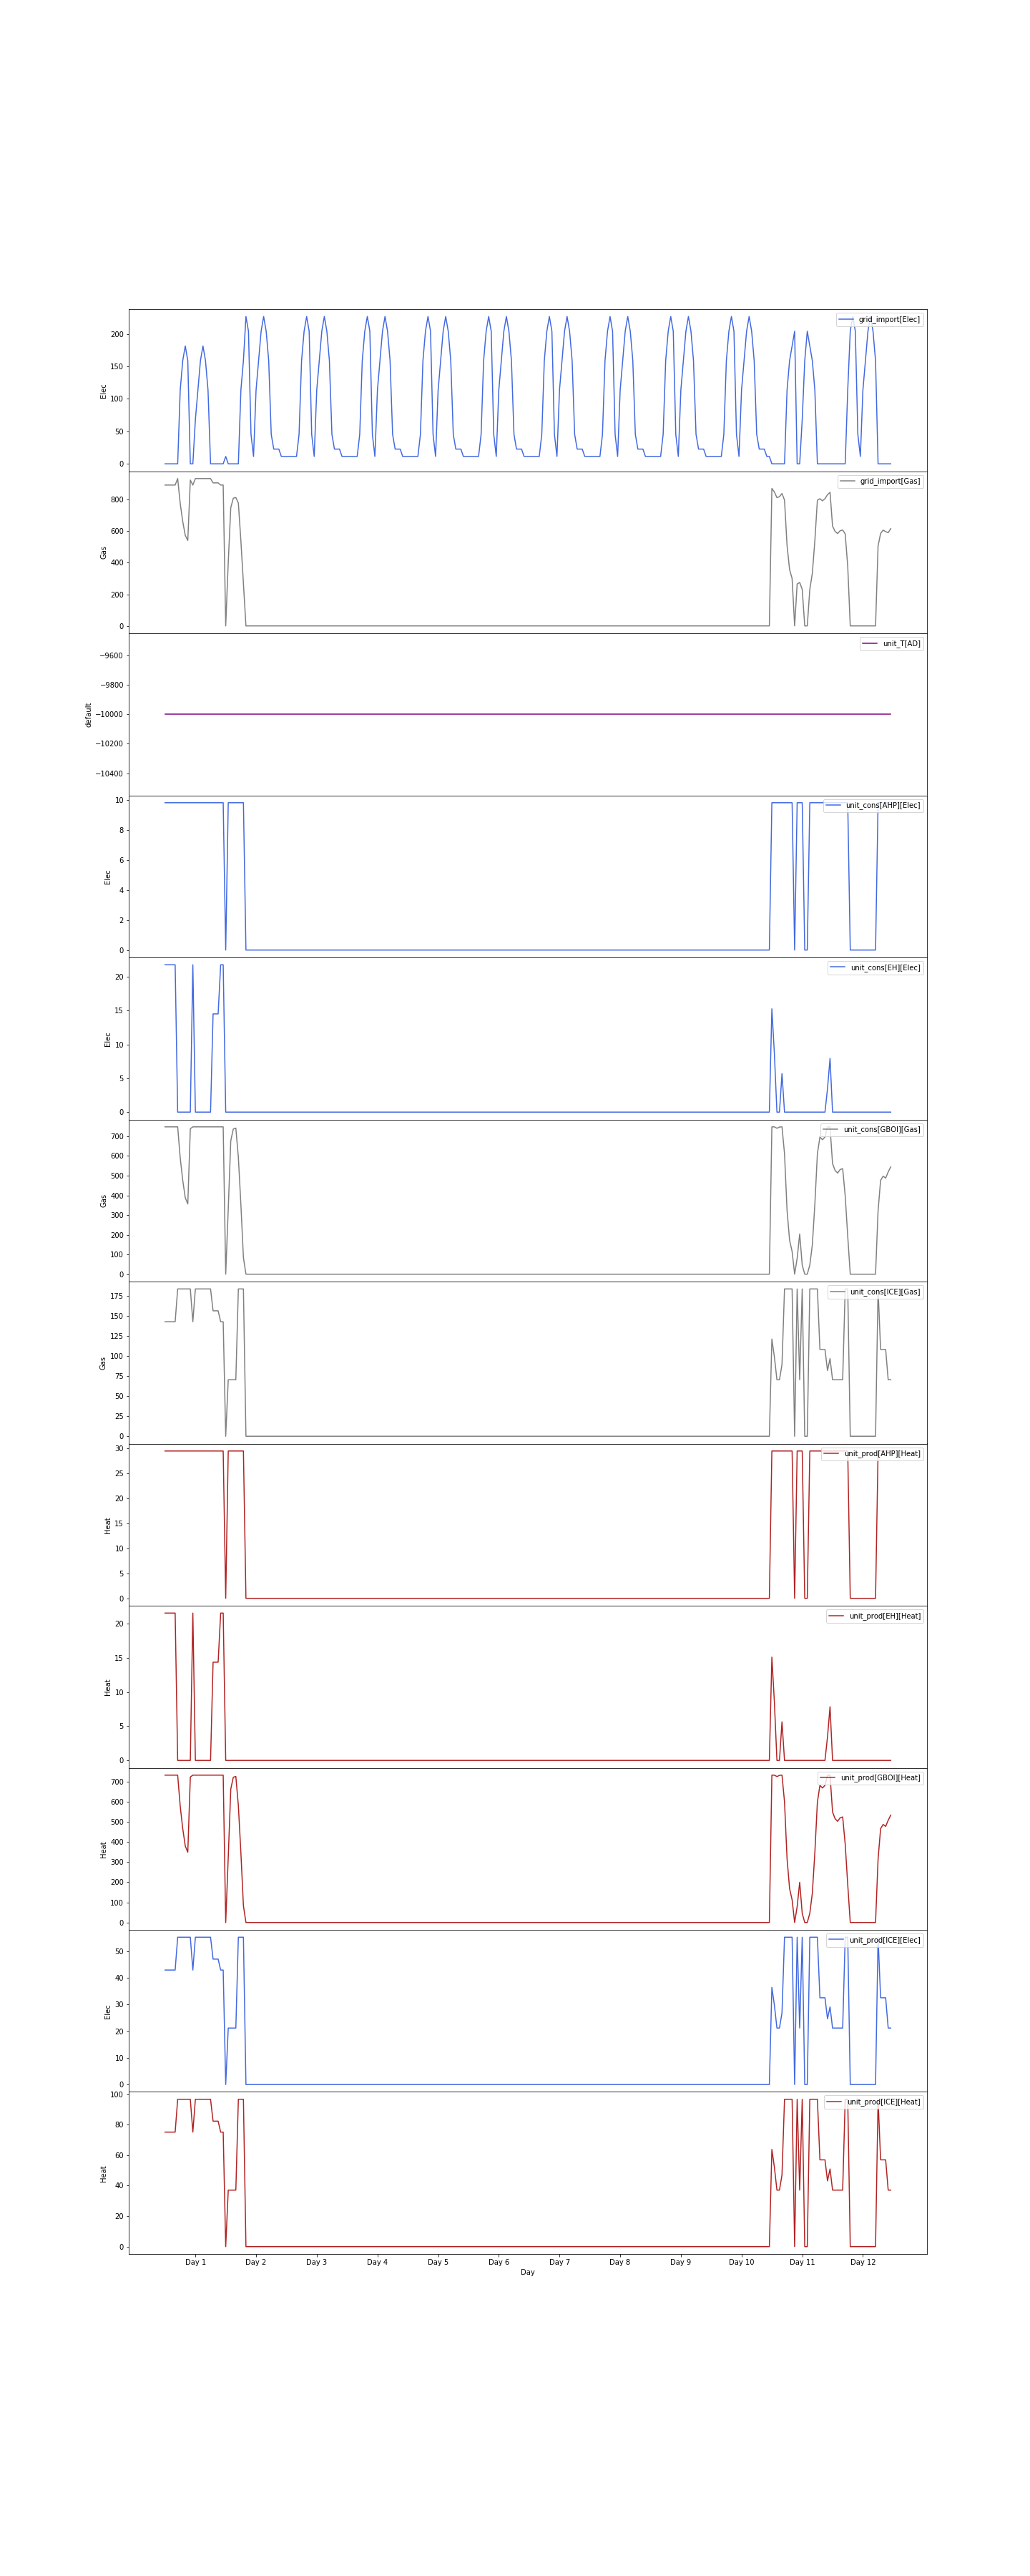 grid_import[Elec]
200
150
100
50
0
Elec
grid_import[Gas]
800
600
400
200
0
Gas
unit_T[AD]
−9600
−9800
−10000
−10200
−10400
default
unit_cons[AHP][Elec]
10
8
6
4
2
0
Elec
unit_cons[EH][Elec]
20
15
10
5
0
Elec
unit_cons[GBOI][Gas]
700
600
500
400
300
200
100
0
Gas
unit_cons[ICE][Gas]
175
150
125
100
75
50
25
0
Gas
unit_prod[AHP][Heat]
30
25
20
15
10
5
0
Heat
unit_prod[EH][Heat]
20
15
10
5
0
Heat
unit_prod[GBOI][Heat]
700
600
500
400
300
200
100
0
Heat
unit_prod[ICE][Elec]
50
40
30
20
10
0
Elec
unit_prod[ICE][Heat]
100
80
60
40
20
0
Heat
Day 1 Day 2 Day 3 Day 4 Day 5 Day 6 Day 7 Day 8 Day 9 Day 10 Day 11 Day 12
Day